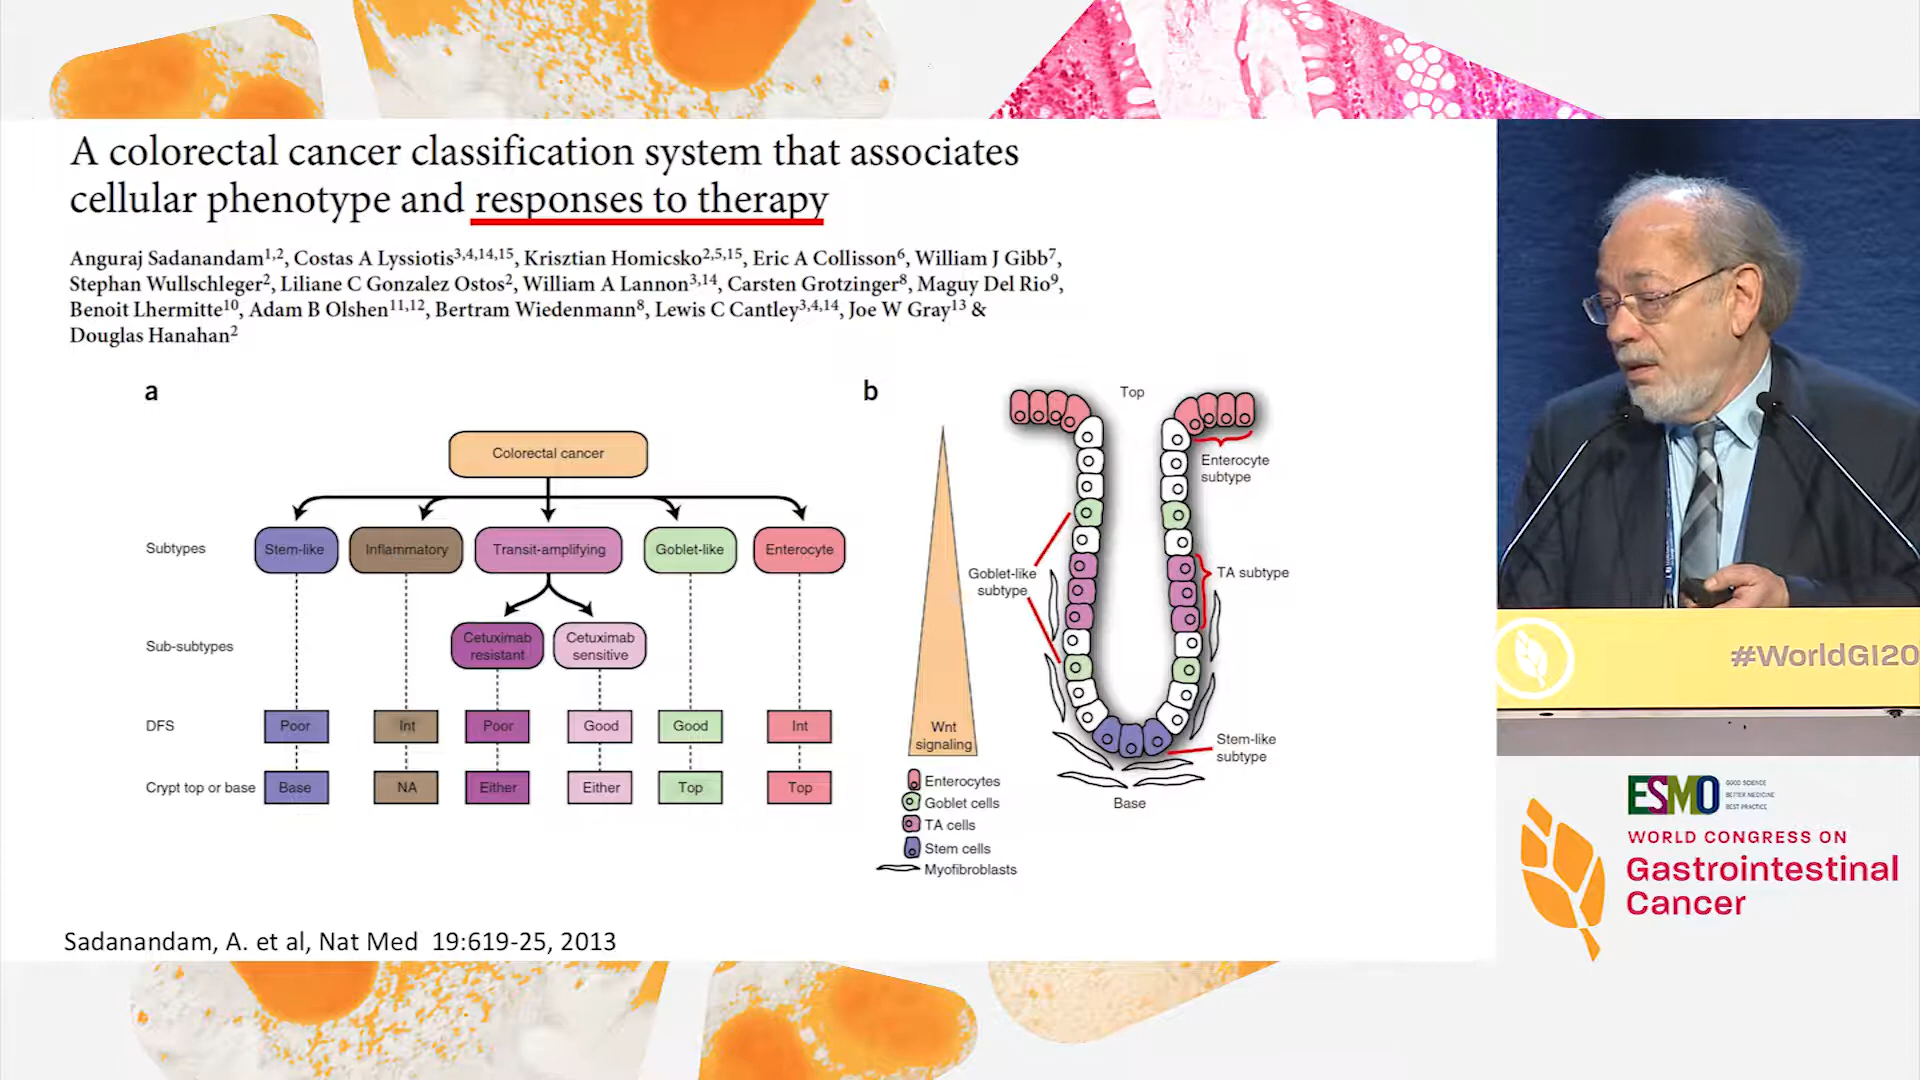 A colorectal cancer classification system that associates
cellular phenotype and responses to therapy
Anguraj Sadanandam1,2, Costas A Lyssiotis3,4,14,15, Krisztian Homicsko2,5,15, Eric A Collisson6, William J Gibb7,
Stephan Wullschleger2, Liliane C Gonzalez Ostos2, William A Lannon3,14, Carsten Grotzinger8, Maguy Del Rio9,
Benoit Lhermitte10, Adam B Olshen11,12, Bertram Wiedenmann8, Lewis C Cantley3,4,14, Joe W Gray13 &
Douglas Hanahan2
a
Colorectal cancer
Subtypes
Stem-like
Inflammatory
Transit-amplifying
Goblet-like
Enterocyte
Sub-subtypes
Cetuximab
resistant
Cetuximab
sensitive
DFS
Poor
Int
Poor
Good
Good
Int
Crypt top or base
Base
NA
Either
Either
Top
Top
b
Top
Enterocyte
subtype
Goblet-like
subtype
TA subtype
Wnt
signaling
Stem-like
subtype
Base
Enterocytes
Goblet cells
TA cells
Stem cells
Myofibroblasts
Sadanandam, A. et al, Nat Med 19:619-25, 2013
#WorldGI20
ESMO
GOOD SCIENCE
BETTER MEDICINE
BEST PRACTICE
WORLD CONGRESS ON
Gastrointestinal
Cancer